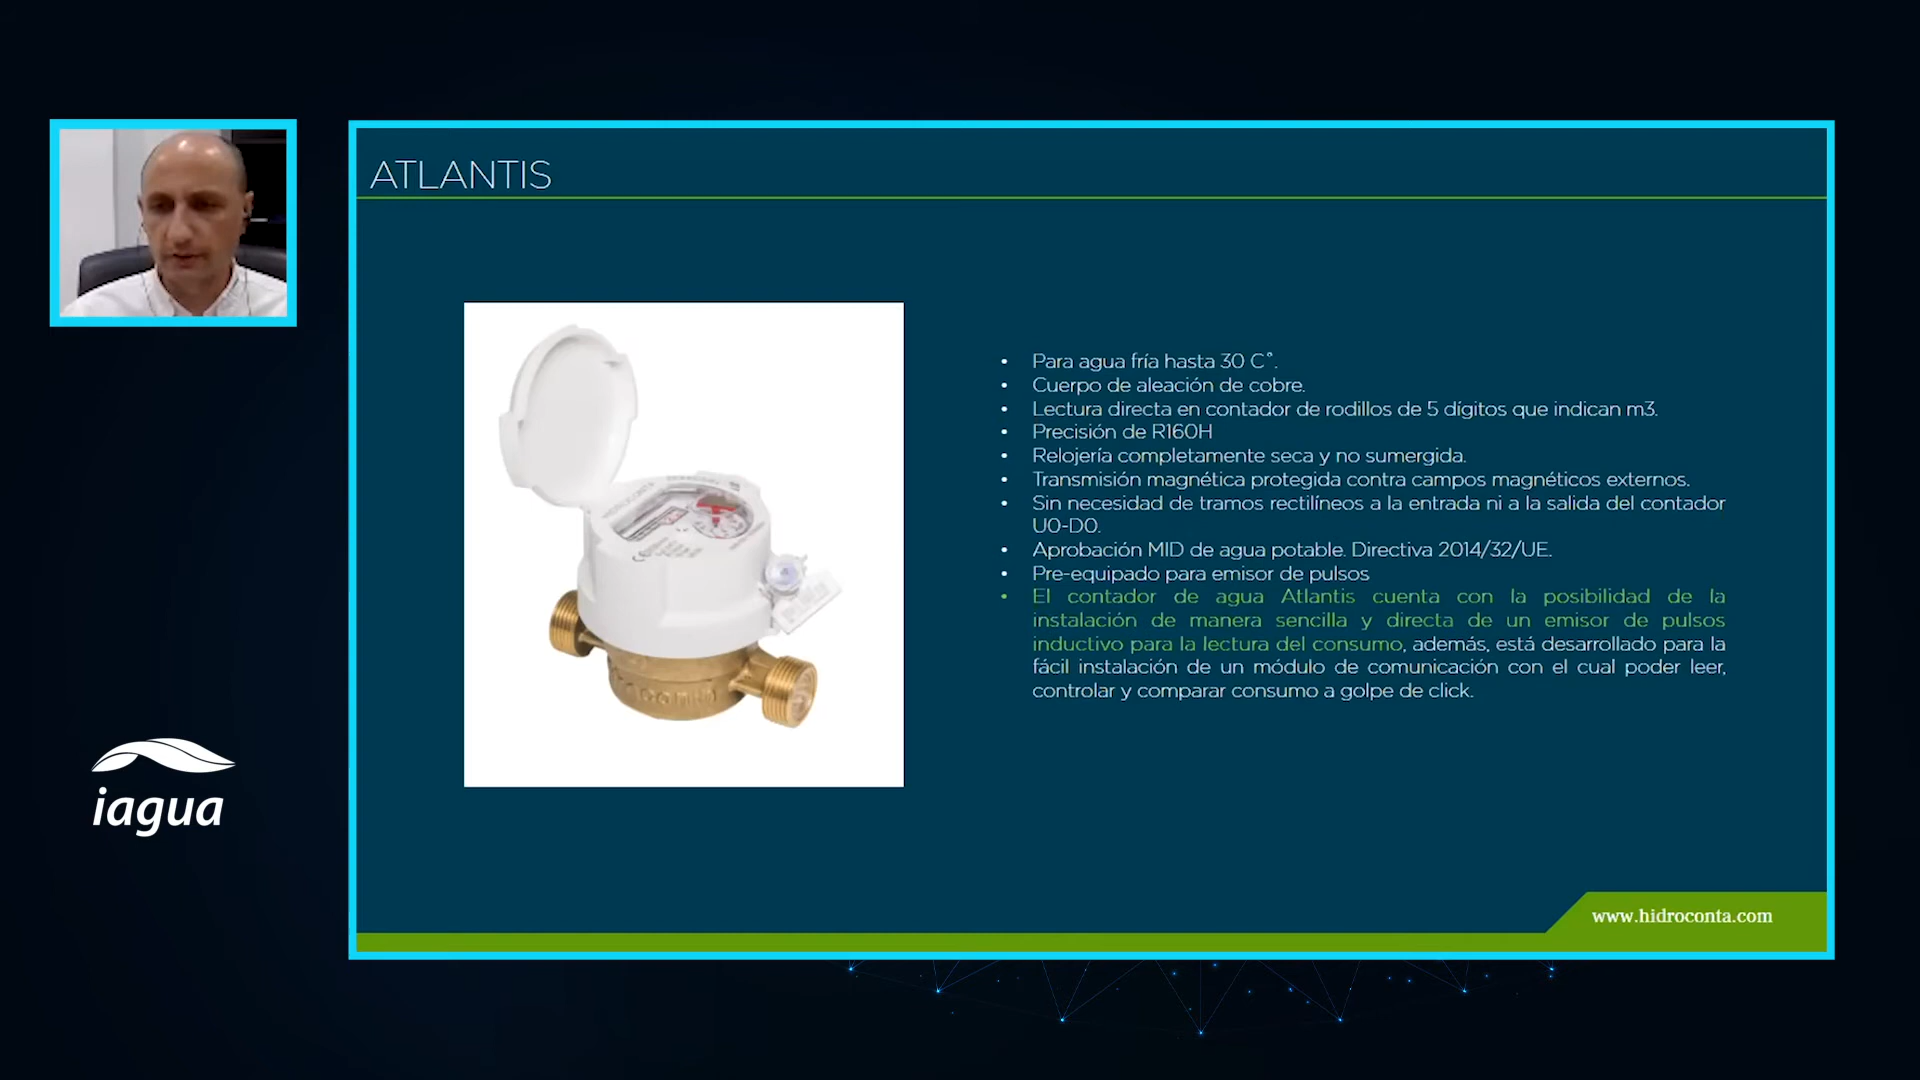 ATLANTIS
• Para agua fría hasta 30 C°.
• Cuerpo de aleación de cobre.
• Lectura directa en contador de rodillos de 5 dígitos que indican m3.
• Precisión de R160H
• Relojería completamente seca y no sumergida.
• Transmisión magnética protegida contra campos magnéticos externos.
• Sin necesidad de tramos rectilíneos a la entrada ni a la salida del contador
U0-D0.
• Aprobación MID de agua potable. Directiva 2014/32/UE.
• Pre-equipado para emisor de pulsos
• El contador de agua Atlantis cuenta con la posibilidad de la
instalación de manera sencilla y directa de un emisor de pulsos
inductivo para la lectura del consumo, además, está desarrollado para la
fácil instalación de un módulo de comunicación con el cual poder leer,
controlar y comparar consumo a golpe de click.
iagua
www.hidroconta.com